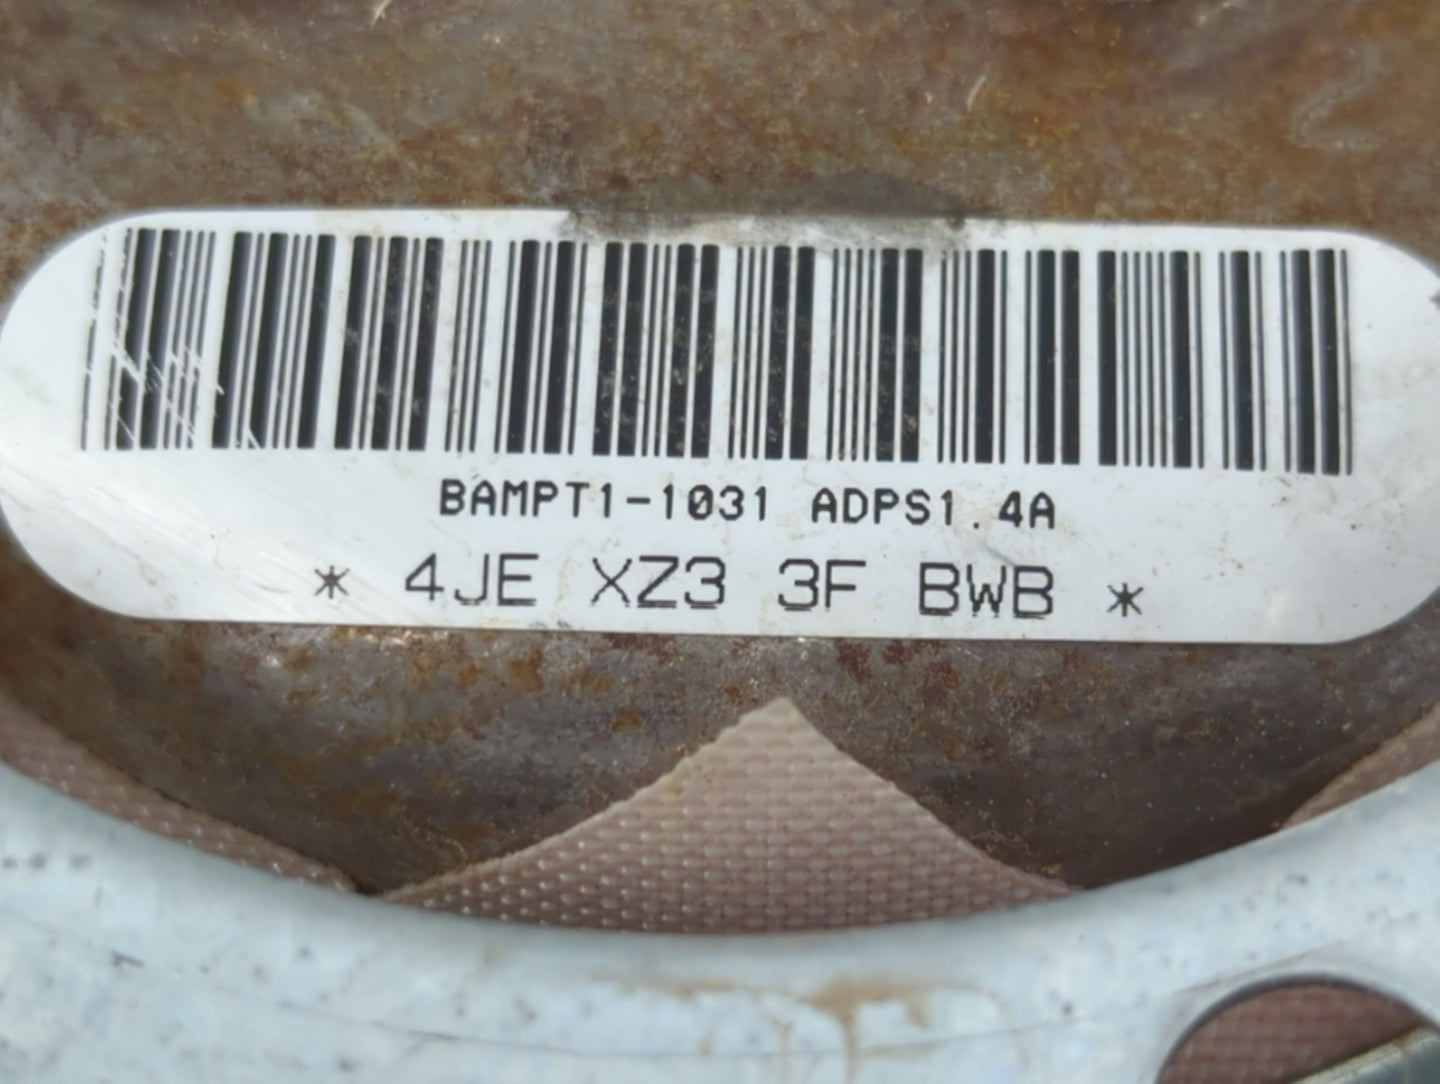 BAMPT1-1031 ADPS1.4A
* 4JE XZ3 3F BWB *